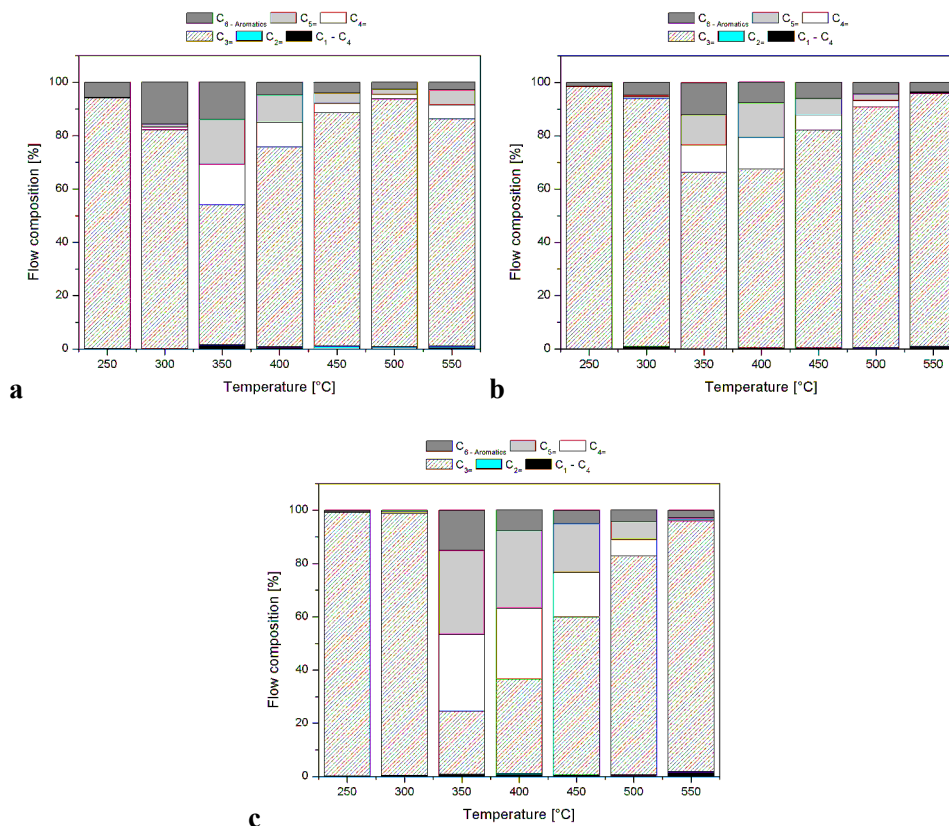 C6 - Aromatics C5= C4=
C3= C2= C1 - C4
Flow composition [%]
100
80
60
40
20
0
250 300 350 400 450 500 550
Temperature [°C]
a
C6 - Aromatics C5= C4=
C3= C2= C1 - C4
Flow composition [%]
100
80
60
40
20
0
250 300 350 400 450 500 550
Temperature [°C]
b
C6 - Aromatics C5= C4=
C3= C2= C1 - C4
Flow composition [%]
100
80
60
40
20
0
250 300 350 400 450 500 550
Temperature [°C]
c